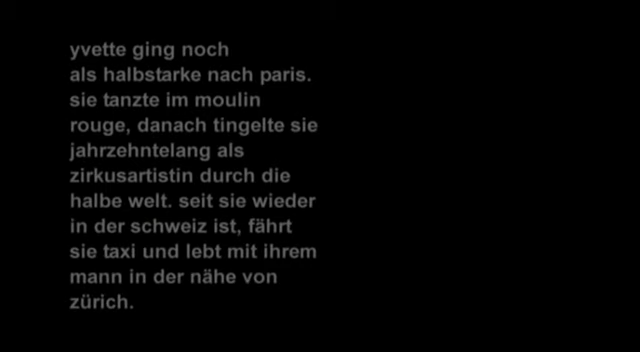 yvette ging noch
als halbstarke nach paris.
sie tanzte im moulin
rouge, danach tingelte sie
jahrzehntelang als
zirkusartistin durch die
halbe welt. seit sie wieder
in der schweiz ist, fährt
sie taxi und lebt mit ihrem
mann in der nähe von
zürich.